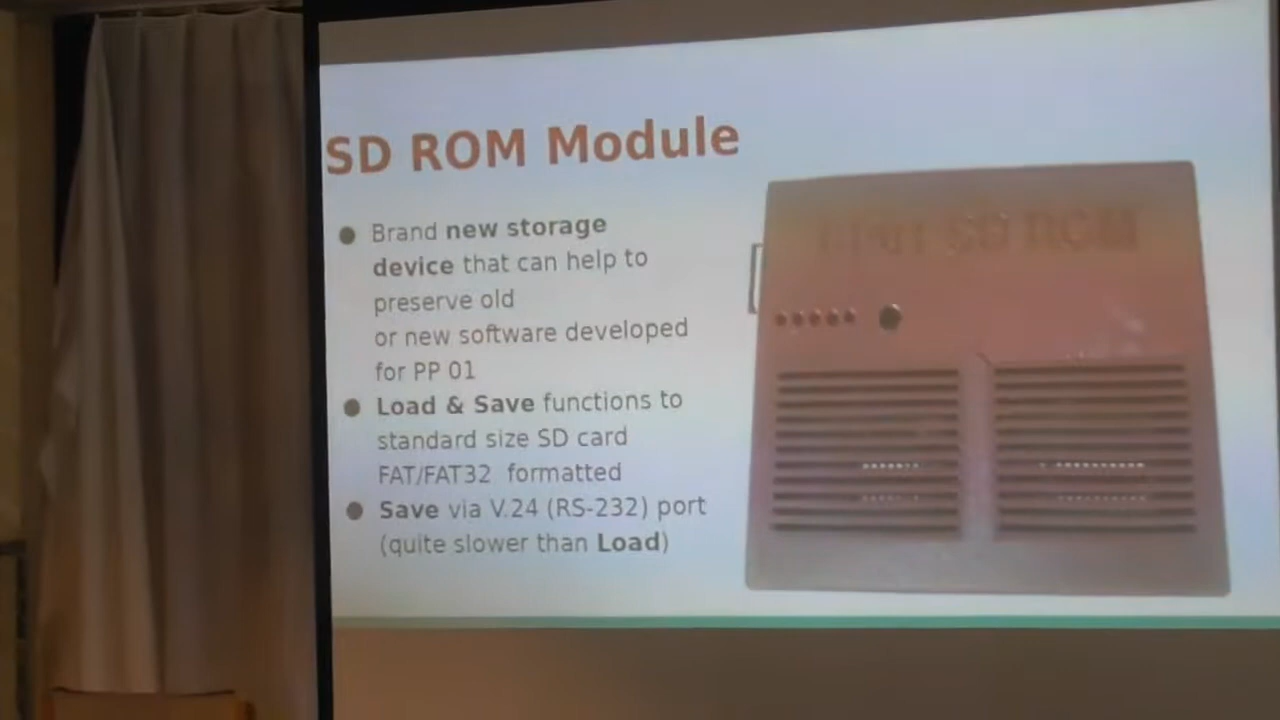 SD ROM Module
Brand new storage
device that can help to
preserve old
or new software developed
for PP 01
Load & Save functions to
standard size SD card
FAT/FAT32 formatted
Save via V.24 (RS-232) port
(quite slower than Load)
SD ROM